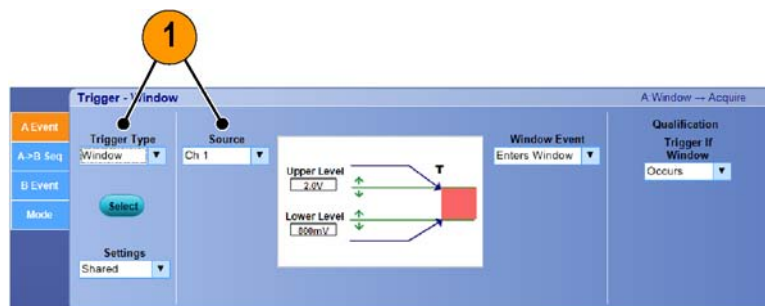 1
Trigger - Window
A Window → Acquire
A Event
A->B Seq
B Event
Mode
Trigger Type
Window
Select
Settings
Shared
Source
Ch 1
Upper Level
2.0V
Lower Level
800mV
T
Window Event
Enters Window
Qualification
Trigger If
Window
Occurs